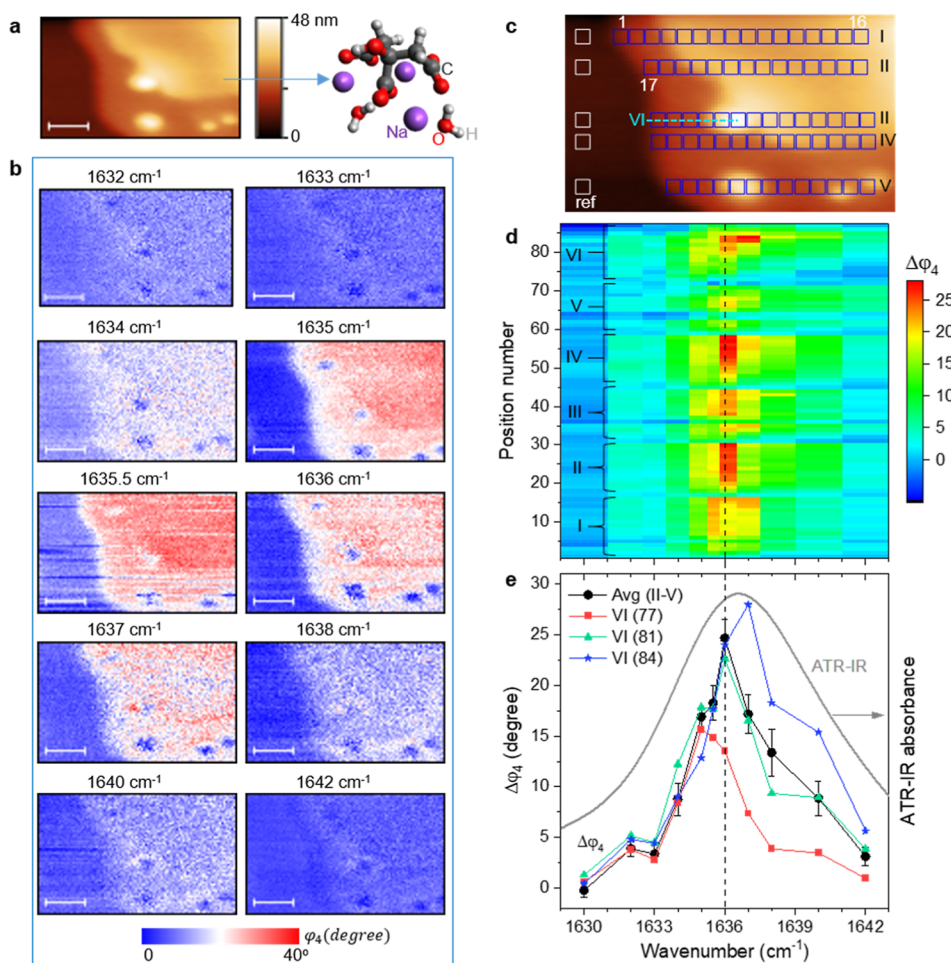 a
48 nm
0
C
Na
O
H
b
1632 cm-1
1633 cm-1
1634 cm-1
1635 cm-1
1635.5 cm-1
1636 cm-1
1637 cm-1
1638 cm-1
1640 cm-1
1642 cm-1
φ4(degree)
0
40°
c
1
16
I
II
17
VI
II
IV
V
ref
d
Position number
80
70
60
50
40
30
20
10
VI
V
IV
III
II
I
Δφ4
25
20
15
10
5
0
e
Avg (II-V)
VI (77)
VI (81)
VI (84)
ATR-IR
Δφ4
Δφ4 (degree)
30
25
20
15
10
5
0
ATR-IR absorbance
1630
1633
1636
1639
1642
Wavenumber (cm-1)